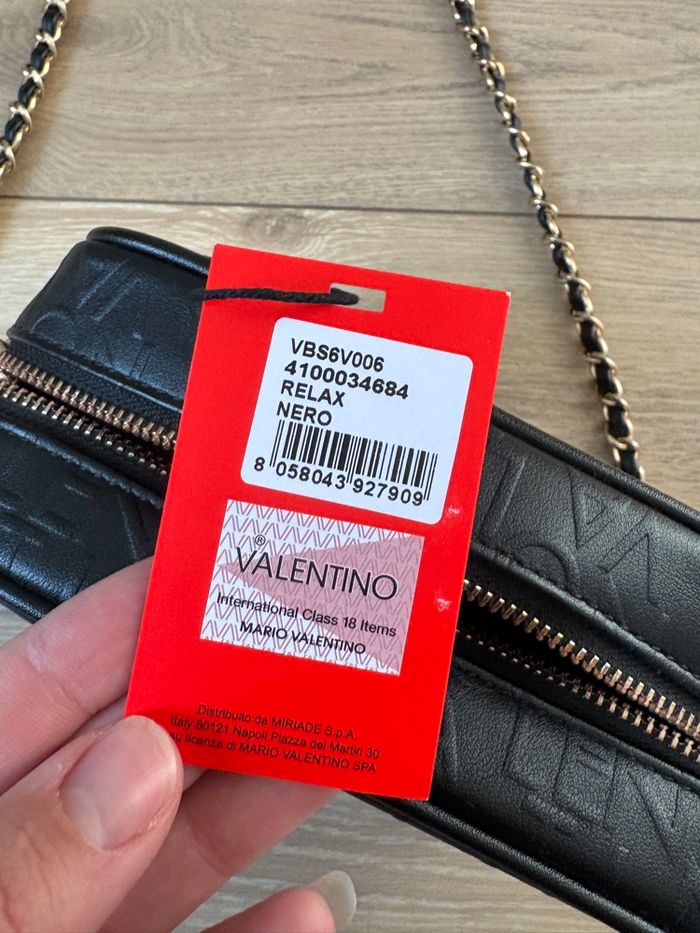 VBS6V006
4100034684
RELAX
NERO
8 058043 927909
®
VALENTINO
International Class 18 Items
MARIO VALENTINO
Distribuito da MIRIADE S.p.A.
Italy 80121 Napoli Piazza dei Martiri 30
su licenza di MARIO VALENTINO SPA